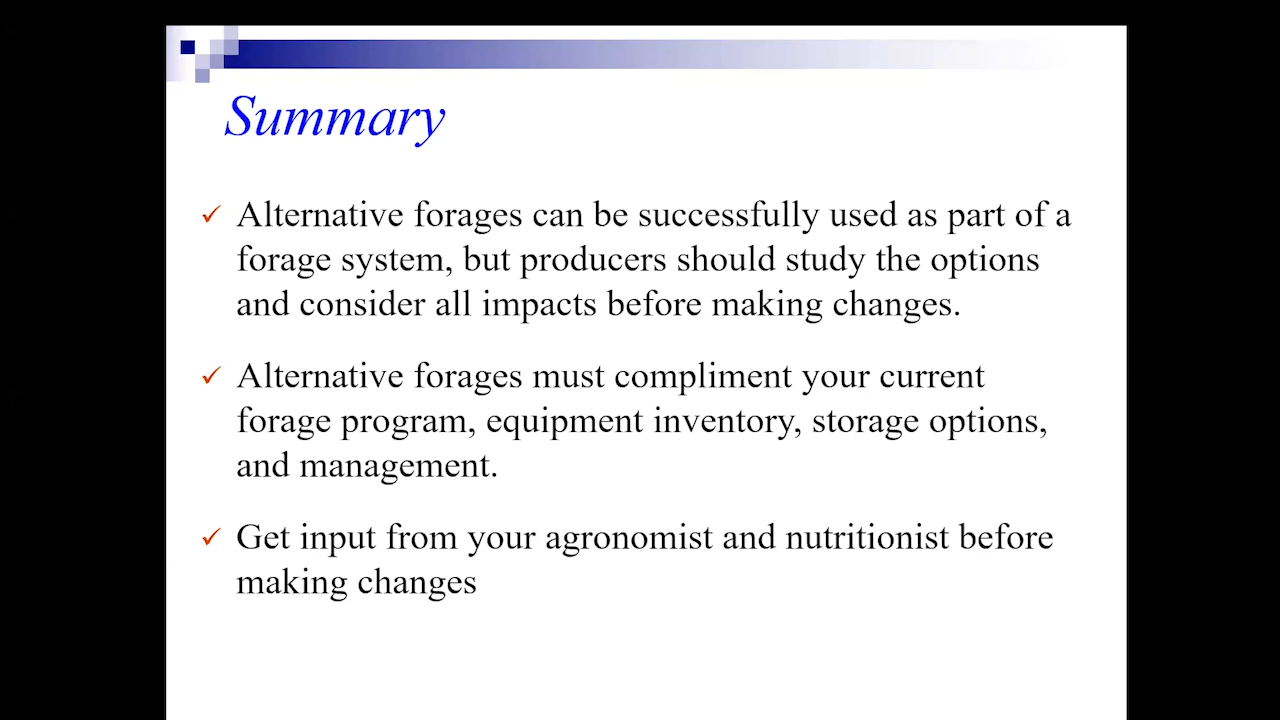 Summary
✓ Alternative forages can be successfully used as part of a
forage system, but producers should study the options
and consider all impacts before making changes.
✓ Alternative forages must compliment your current
forage program, equipment inventory, storage options,
and management.
✓ Get input from your agronomist and nutritionist before
making changes